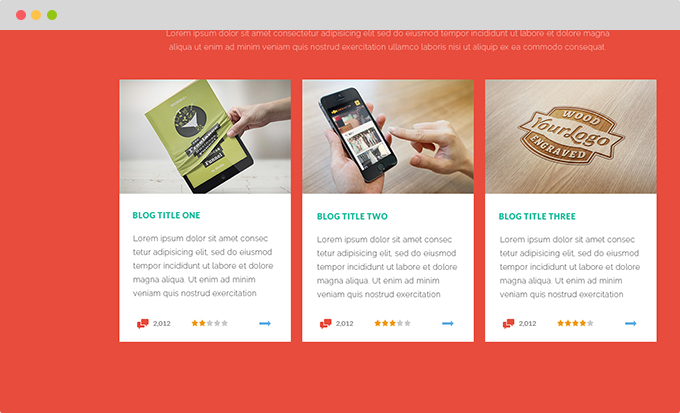 Lorem ipsum dolor sit amet consectetur adipisicing elit, sed do eiusmod tempor incididunt ut labore et dolore
aliqua ut enim ad minim veniam quis nostrud exercitation ullamco laboris nisi ut aliquip ex ea commodo consequat
WOOD
YourLogo
ENGRAVED
BLOG TITLE ONE
Lorem ipsum dolor sit amet consec
tetur adipisicing elit, sed do eiusmod
tempor incididunt ut labore et dolore
magna aliqua. Ut enim ad minim
veniam quis nostrud exercitation
2,012
BLOG TITLE TWO
Lorem ipsum dolor sit amet consec
tetur adipisicing elit, sed do eiusmod
tempor incididunt ut labore et dolore
magna aliqua. Ut enim ad minim
veniam quis nostrud exercitation
2,012
BLOG TITLE THREE
Lorem ipsum dolor sit amet consec
tetur adipisicing elit, sed do eiusmod
tempor incididunt ut labore et dolore
magna aliqua. Ut enim ad minim
veniam quis nostrud exercitation
2,012